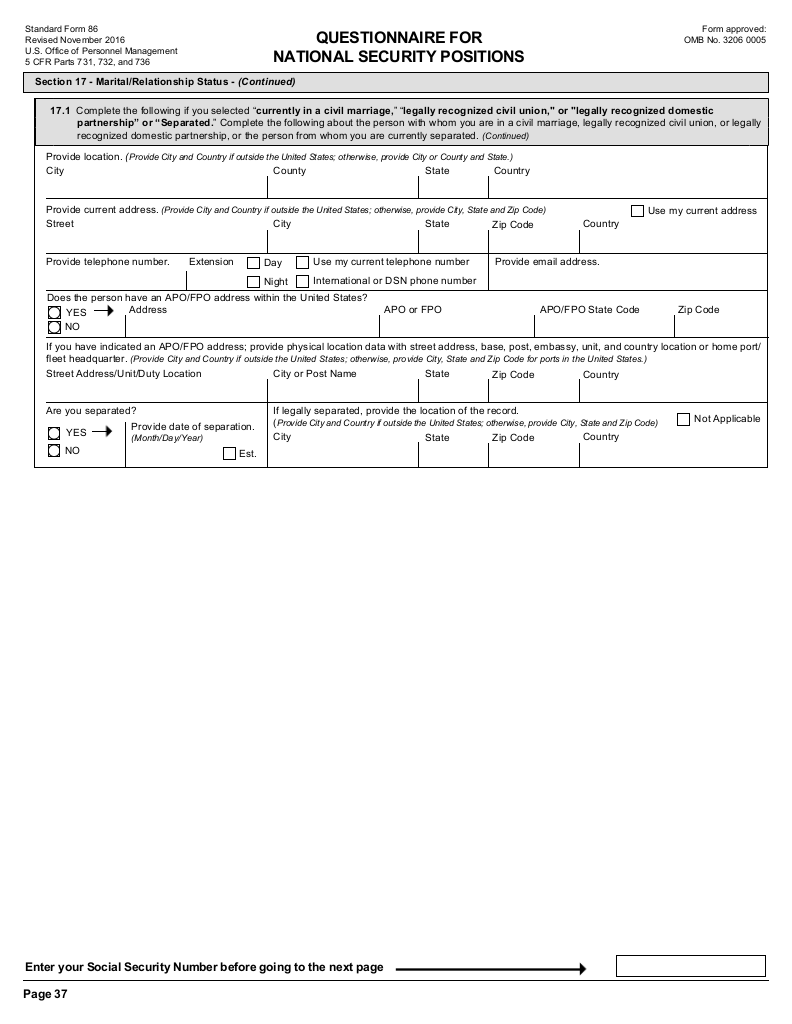 Standard Form 86
Revised November 2016
U.S. Office of Personnel Management
5 CFR Parts 731, 732, and 736
QUESTIONNAIRE FOR
NATIONAL SECURITY POSITIONS
Form approved:
OMB No. 3206 0005
Section 17 - Marital/Relationship Status - (Continued)
17.1 Complete the following if you selected "currently in a civil marriage," "legally recognized civil union," or "legally recognized domestic
partnership" or "Separated." Complete the following about the person with whom you are in a civil marriage, legally recognized civil union, or legally
recognized domestic partnership, or the person from whom you are currently separated. (Continued)
Provide location. (Provide City and Country if outside the United States; otherwise, provide City or County and State.)
City County State Country
Provide current address. (Provide City and Country if outside the United States; otherwise, provide City, State and Zip Code) Use my current address
Street City State Zip Code Country
Provide telephone number. Extension Day Use my current telephone number Provide email address.
Night International or DSN phone number
Does the person have an APO/FPO address within the United States?
YES Address APO or FPO APO/FPO State Code Zip Code
NO
If you have indicated an APO/FPO address; provide physical location data with street address, base, post, embassy, unit, and country location or home port/
fleet headquarter. (Provide City and Country if outside the United States; otherwise, provide City, State and Zip Code for ports in the United States.)
Street Address/Unit/Duty Location City or Post Name State Zip Code Country
Are you separated?
YES Provide date of separation.
(Month/Day/Year)
NO Est.
If legally separated, provide the location of the record.
(Provide City and Country if outside the United States; otherwise, provide City, State and Zip Code) Not Applicable
City State Zip Code Country
Enter your Social Security Number before going to the next page
Page 37